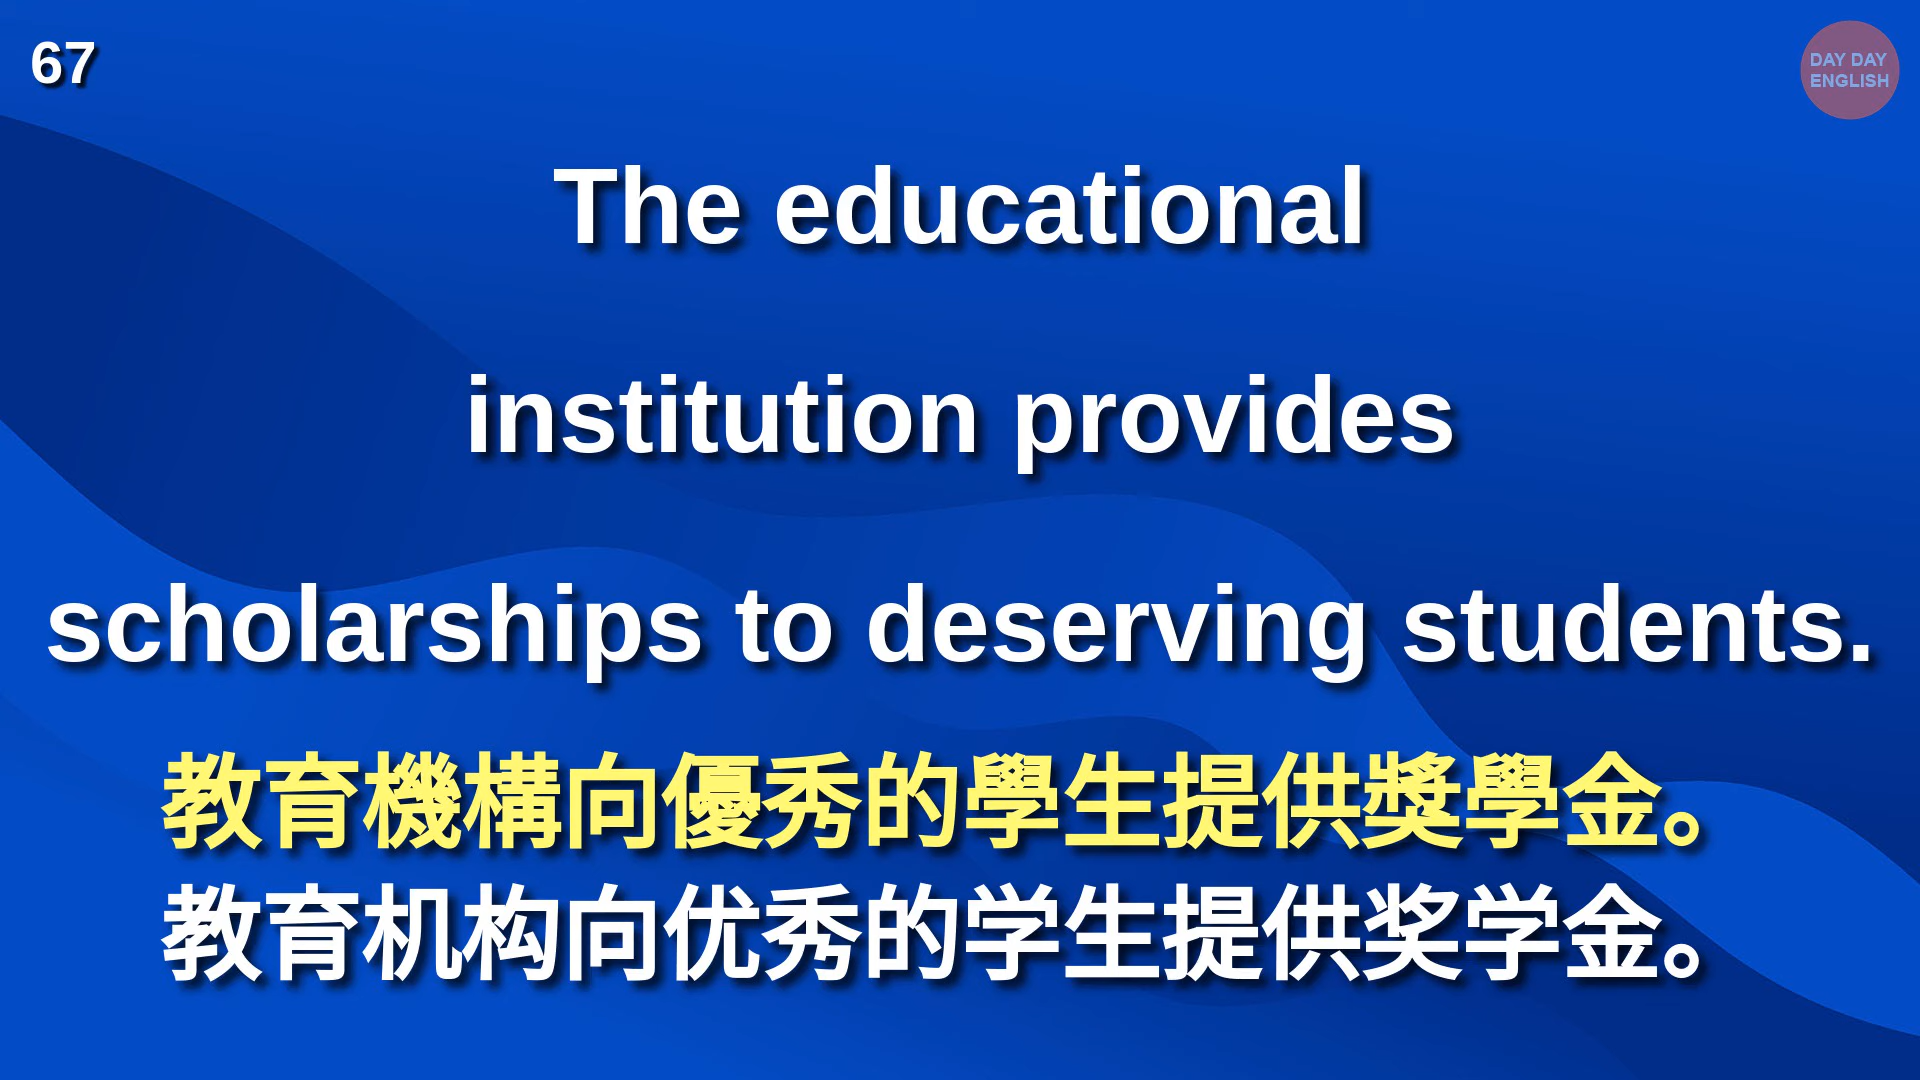 67
DAY DAY
ENGLISH
The educational
institution provides
scholarships to deserving students.
教育機構向優秀的學生提供獎學金。
教育机构向优秀的学生提供奖学金。